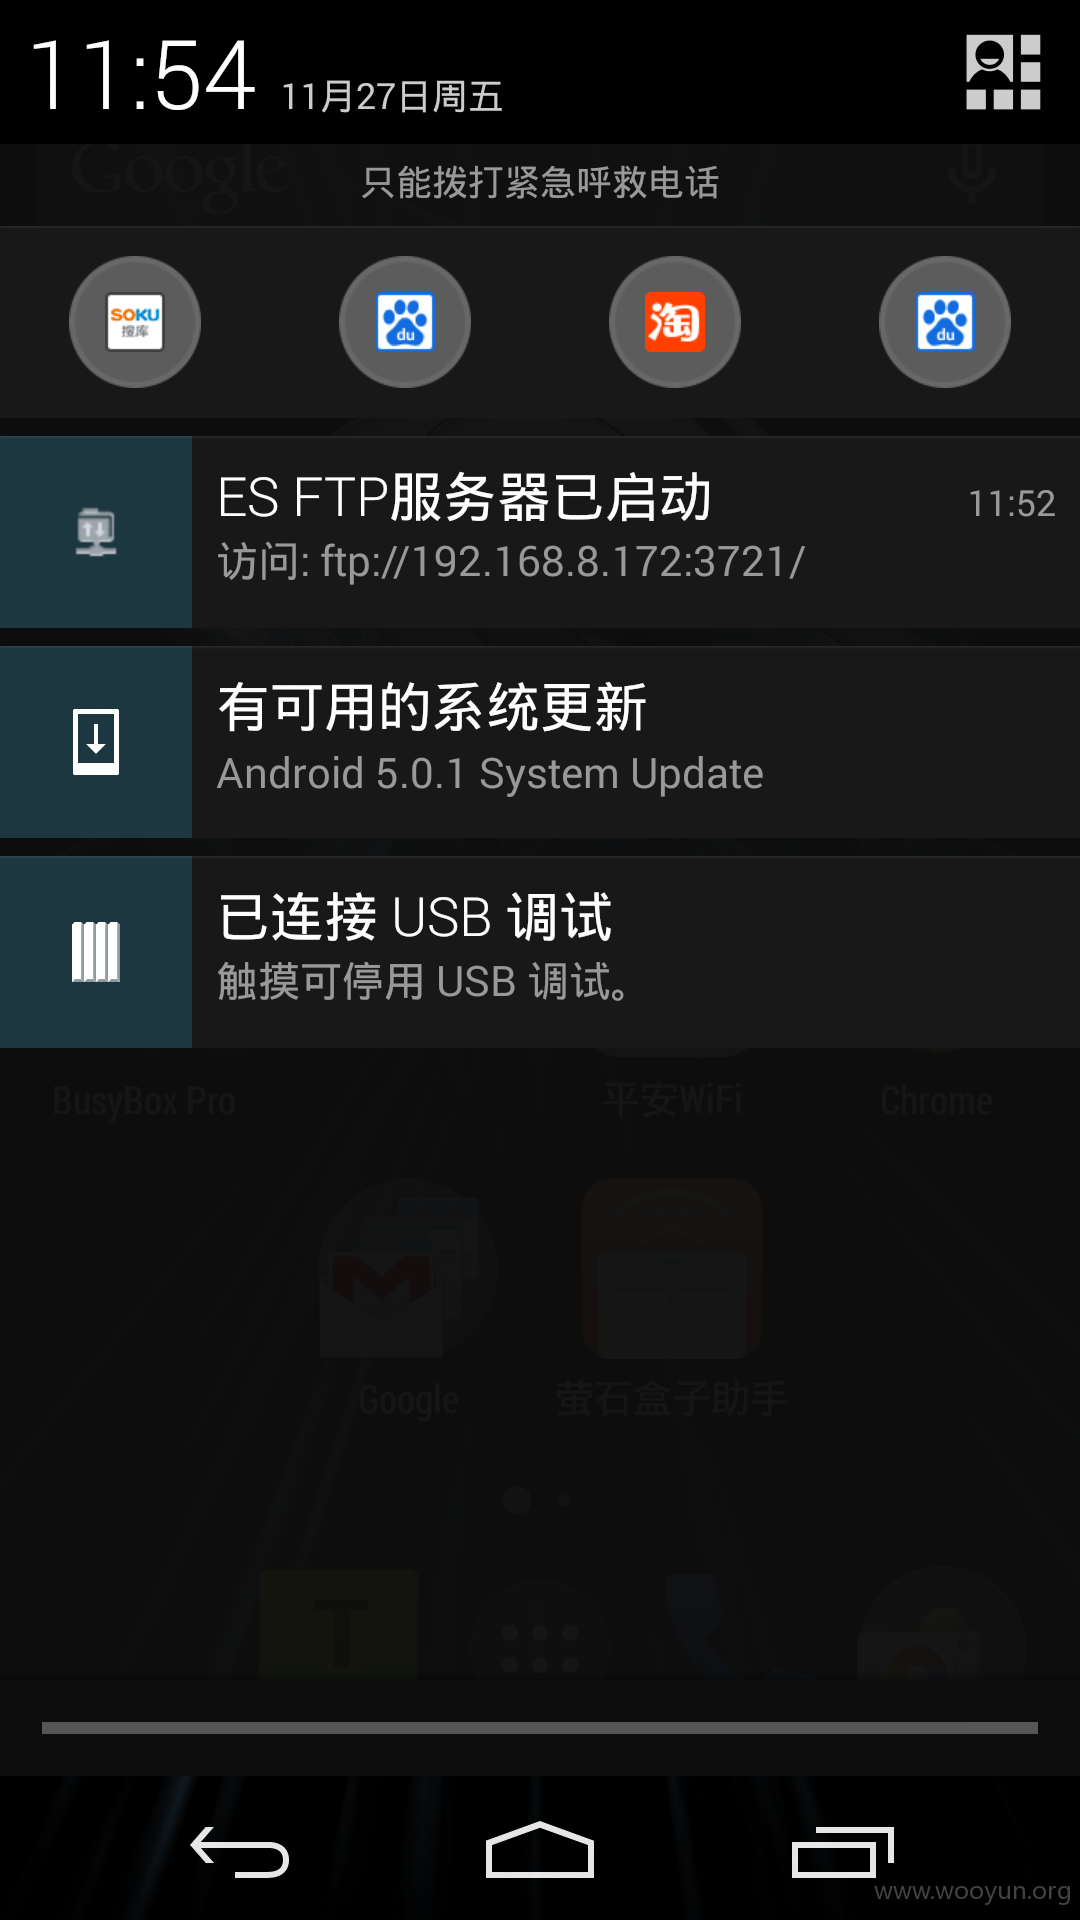 11:54 11月27日周五
Google
只能拨打紧急呼救电话
SOKU
搜库
du
淘
du
ES FTP服务器已启动 11:52
访问: ftp://192.168.8.172:3721/
有可用的系统更新
Android 5.0.1 System Update
已连接 USB 调试
触摸可停用 USB 调试。
BusyBox Pro 平安WiFi Chrome
Google 萤石盒子助手
T
www.wooyun.org